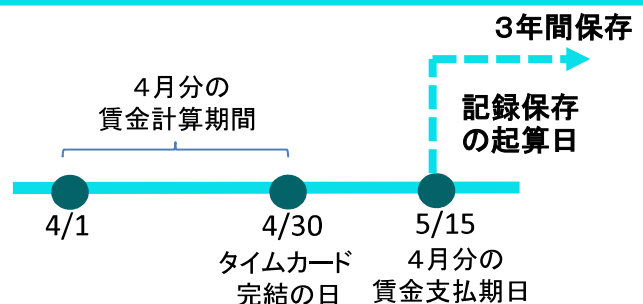 ３年間保存
４月分の
賃金計算期間
記録保存
の起算日
4/1
4/30
5/15
タイムカード
完結の日
４月分の
賃金支払期日